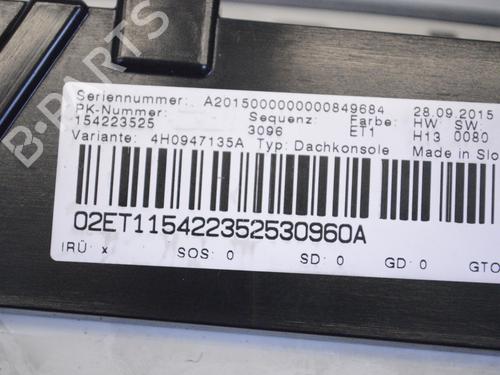 Seriennummer: A2015000000000849684 28.09.2015
PK-Nummer: Sequenz: Farbe: HW SW
154223525 3096 ET1 H13 0080
Variante: 4H0947135A Typ: Dachkonsole Made in Slo
02ET115422352530960A
IRÜ: x SOS: 0 SD: 0 GD: 0 GTO
B-PARTS